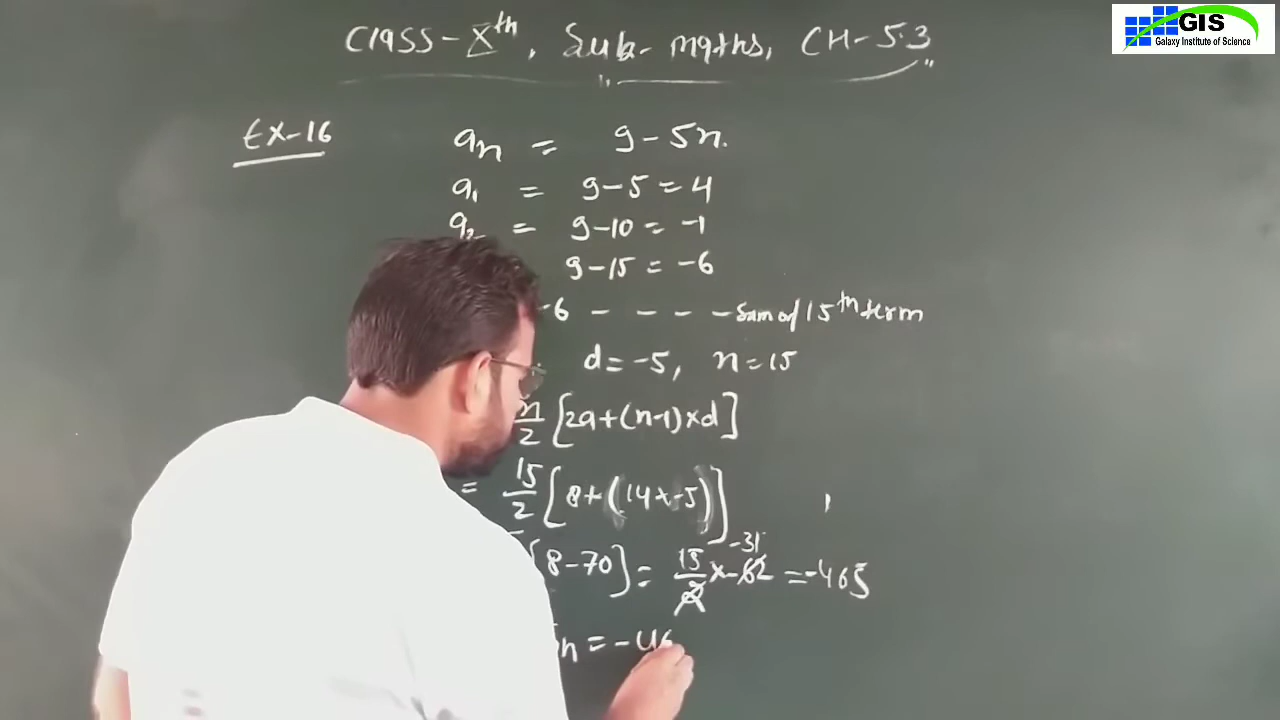 GIS
Galaxy Institute of Science
Class-Xth, Sub- maths, CH-5.3
Ex-16
an = 9-5n.
a1 = 9-5 = 4
a2 = 9-10 = -1
9-15 = -6
-6 - - - - Sum of 15th term
d=-5, n=15
n/2 [2a+(n-1)×d]
= 15/2 [8+(14×-5)]
[8-70] = 15/2 × -62 = -465
-31
Sn = -46